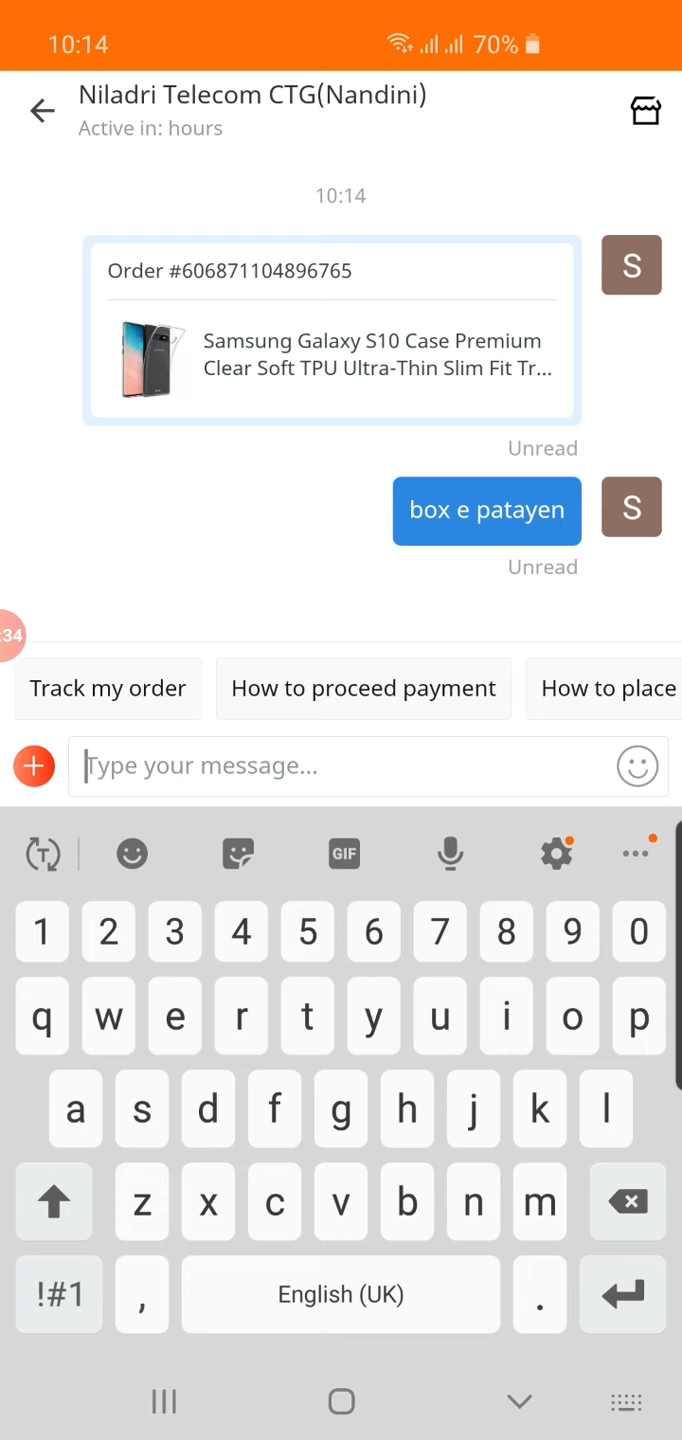 10:14
70%
Niladri Telecom CTG(Nandini)
Active in: hours
10:14
Order #606871104896765
S
Samsung Galaxy S10 Case Premium
Clear Soft TPU Ultra-Thin Slim Fit Tr...
Unread
box e patayen
S
Unread
:34
Track my order
How to proceed payment
How to place
Type your message...
T
GIF
1 2 3 4 5 6 7 8 9 0
q w e r t y u i o p
a s d f g h j k l
z x c v b n m
!#1 , English (UK) .